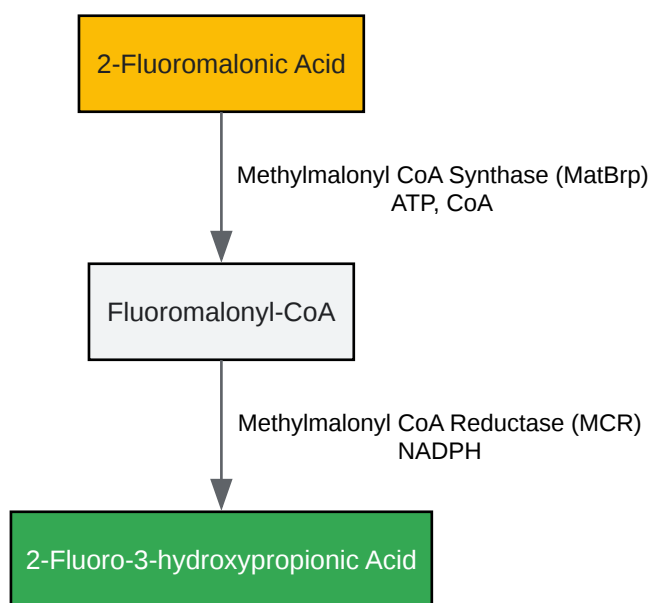 2-Fluoromalonic Acid
Methylmalonyl CoA Synthase (MatBrp)
ATP, CoA
Fluoromalonyl-CoA
Methylmalonyl CoA Reductase (MCR)
NADPH
2-Fluoro-3-hydroxypropionic Acid